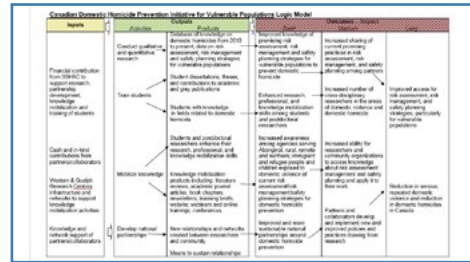 Canadian Domestic Homicide Prevention Initiative for Vulnerable Populations Logic Model
Inputs
Outputs
Outcomes - Impact
Activities
Products
Short
Medium
Long
Financial contribution
from SSHRC to
support research,
partnership
development,
knowledge
mobilization and
training of students
Cash and in-kind
contributions from
partners/collaborators
Western & Guelph
Research Centres
infrastructure and
networks to support
knowledge
mobilization activities
Knowledge and
network support of
partners/collaborators
Conduct qualitative
and quantitative
research
Train students
Mobilize knowledge
Develop national
partnerships
Database of knowledge on
domestic homicides from 2010
to present, data on risk
assessment, risk management
and safety planning strategies
for vulnerable populations
Student dissertations, theses,
and contributions to academic
and grey publications
Students with knowledge
in fields related to domestic
homicide
Students and postdoctoral
researchers enhance their
research, professional, and
knowledge mobilization skills
Knowledge mobilization
products including: literature
reviews, academic journal
articles, book chapters,
newsletters, training briefs,
website; webinars and online
trainings, conferences
New relationships and networks
created between researchers
and community
Means to sustain relationships
Improved knowledge of
promising risk
assessment, risk
management and safety
planning strategies for
vulnerable populations to
prevent domestic
homicide
Enhanced research,
professional, and
knowledge mobilization
skills among students
and postdoctoral
researchers
Increased awareness
among agencies serving
Aboriginal, rural, remote
and northern, immigrant
and refugee people and
children exposed to
domestic violence of
current risk
assessment/risk
management/safety
planning strategies for
domestic homicide
prevention
Improved and more
sustainable national
partnerships around
domestic homicide
prevention
Increased sharing of
current promising
practices in risk
assessment, risk
management and safety
planning among partners
Increased number of
cross-disciplinary
researchers in the areas
of domestic violence and
domestic homicide
Increased ability for
researchers and
community organizations
to access knowledge
about risk assessment
management and safety
planning and apply it into
their work
Partners and
collaborators develop
and implement new and
improved policies and
practices drawing from
research
Improved access for
risk assessment, risk
management, and
safety planning
strategies, particularly
for vulnerable
populations
Reduction in serious,
repeated domestic
violence and reduction
in domestic homicides
in Canada